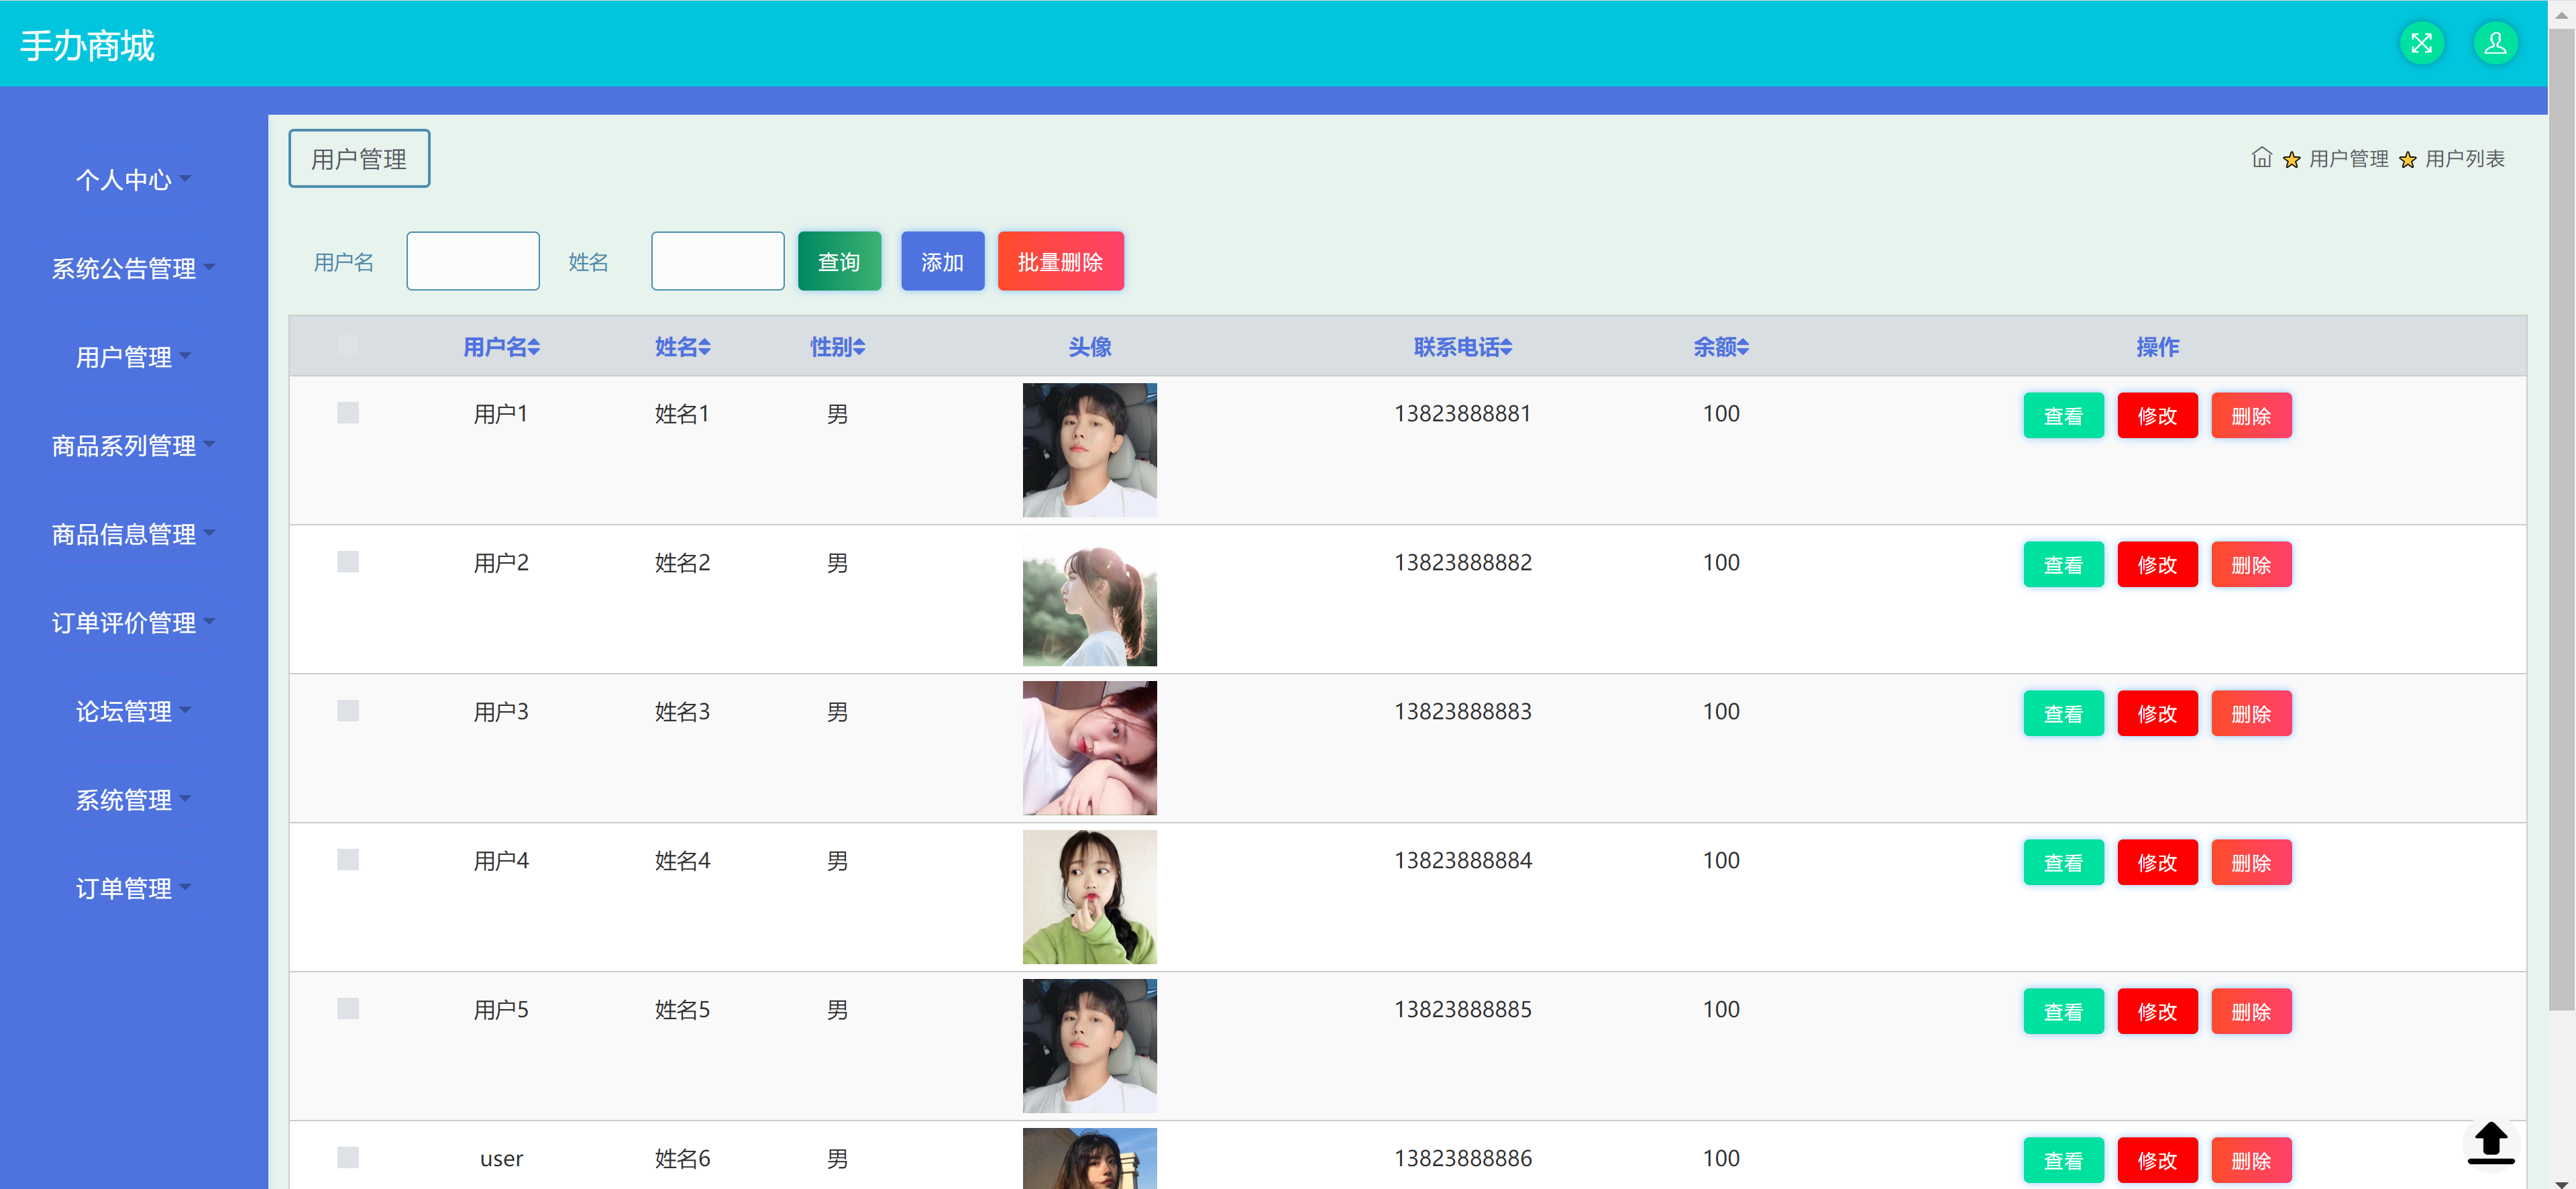 手办商城
个人中心
系统公告管理
用户管理
商品系列管理
商品信息管理
订单评价管理
论坛管理
系统管理
订单管理
用户管理
用户管理 用户列表
用户名 姓名 查询 添加 批量删除
用户名 姓名 性别 头像 联系电话 余额 操作
用户1 姓名1 男 13823888881 100 查看 修改 删除
用户2 姓名2 男 13823888882 100 查看 修改 删除
用户3 姓名3 男 13823888883 100 查看 修改 删除
用户4 姓名4 男 13823888884 100 查看 修改 删除
用户5 姓名5 男 13823888885 100 查看 修改 删除
user 姓名6 男 13823888886 100 查看 修改 删除